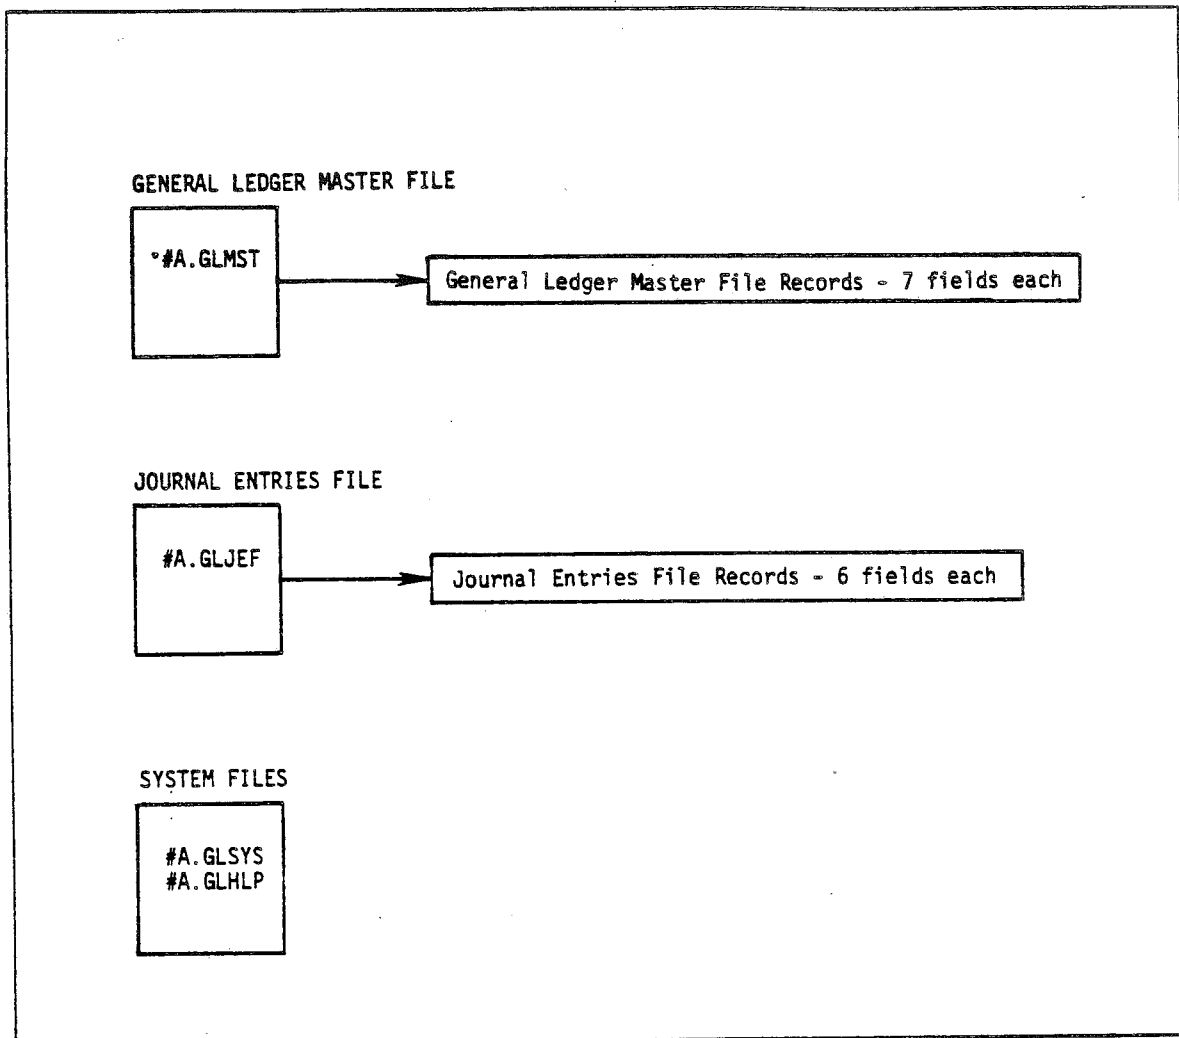 GENERAL LEDGER MASTER FILE
#A.GLMST
General Ledger Master File Records - 7 fields each
JOURNAL ENTRIES FILE
#A.GLJEF
Journal Entries File Records - 6 fields each
SYSTEM FILES
#A.GLSYS
#A.GLHLP